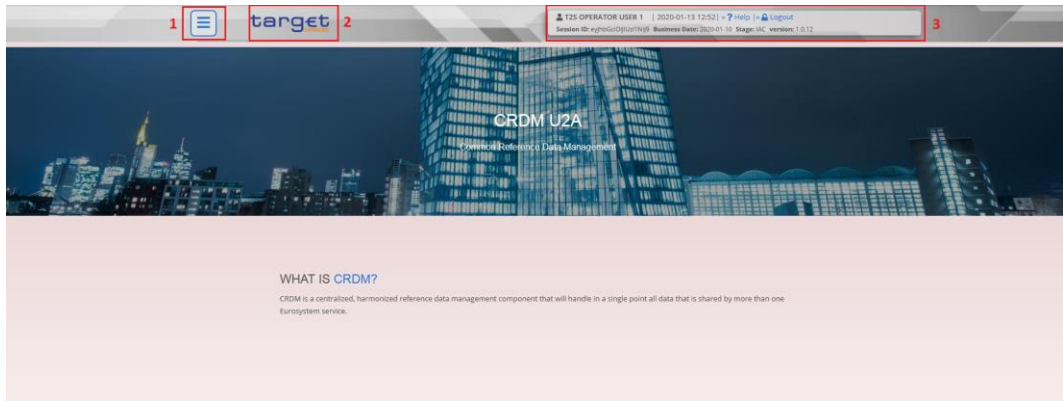 1
target
SERVICES
2
T2S OPERATOR USER 1 | 2020-01-13 12:52| » ? Help |» Logout
Session ID: Business Date: 2020-01-10 Stage: IAC version: 1.0.12
3
CRDM U2A
Common Reference Data Management
WHAT IS CRDM?
CRDM is a centralized, harmonized reference data management component that will handle in a single point all data that is shared by more than one
Eurosystem service.